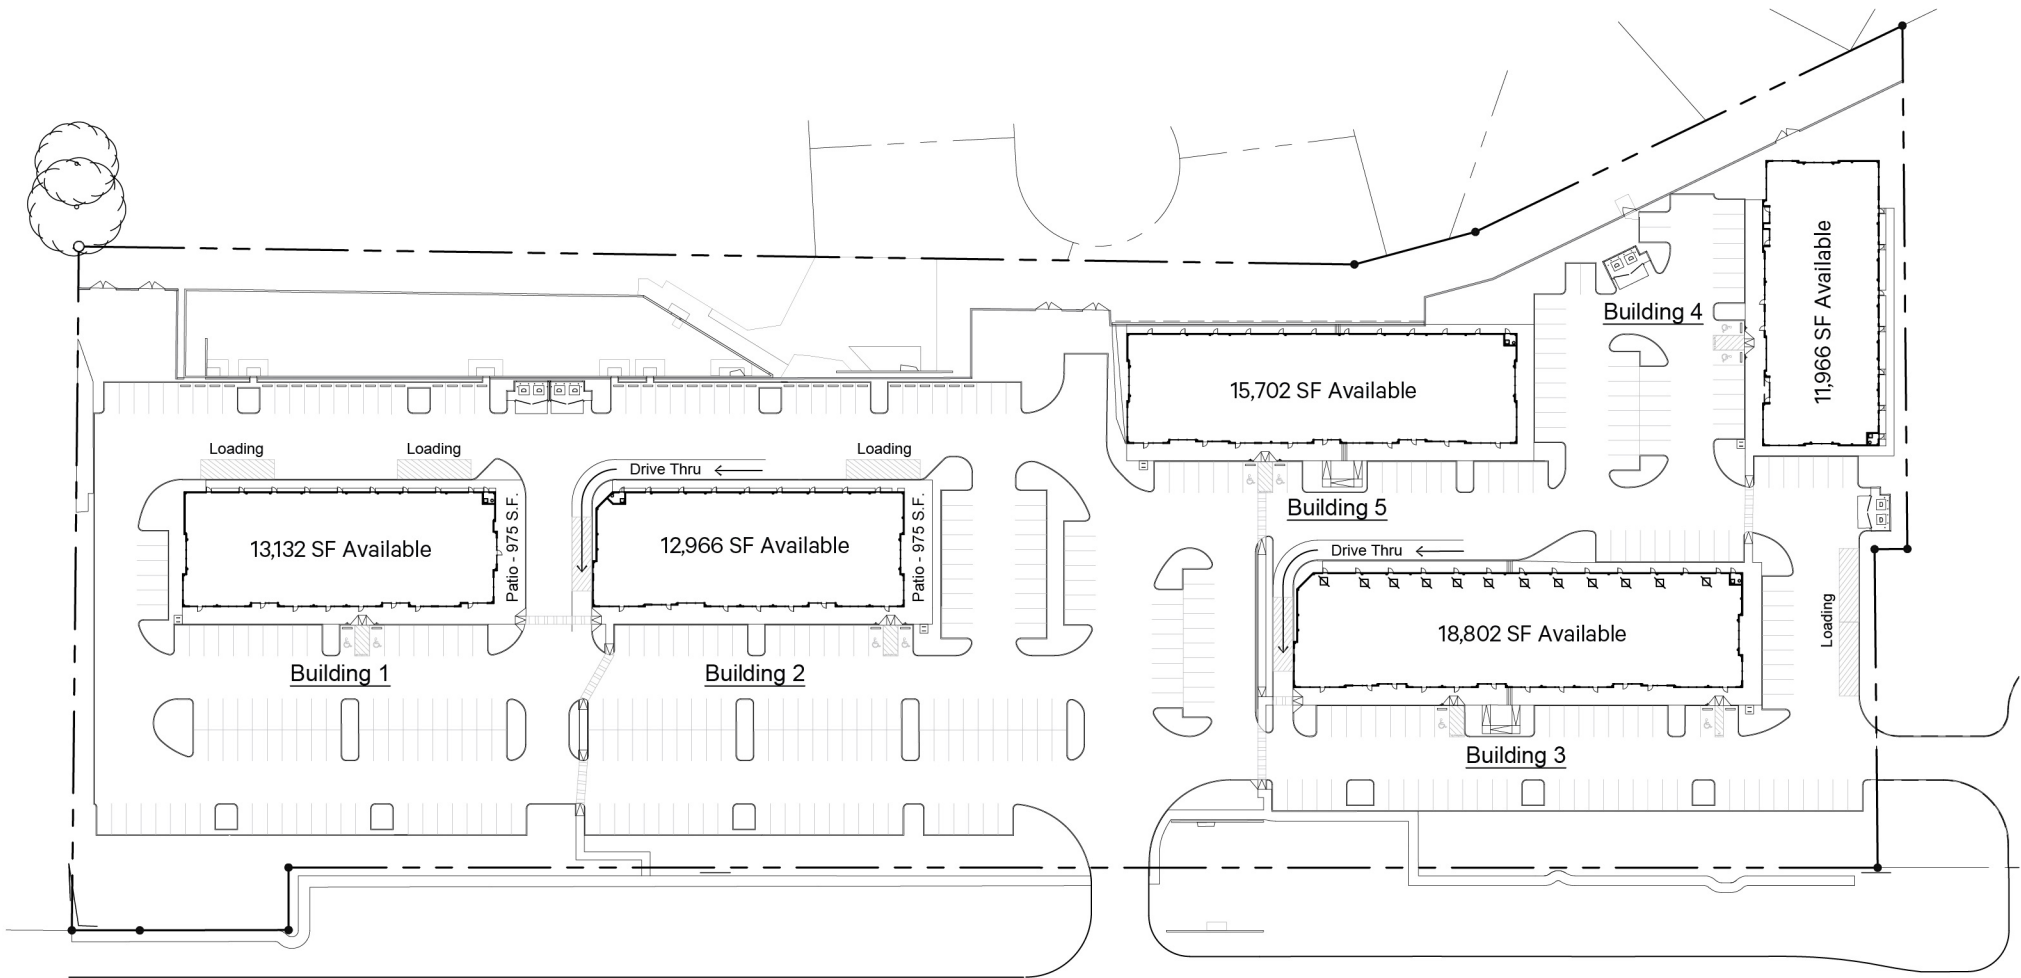 11,966 SF Available
Building 4
15,702 SF Available
Building 5
Loading
Loading
Loading
Drive Thru
13,132 SF Available
Patio - 975 S.F.
12,966 SF Available
Patio - 975 S.F.
Building 1
Building 2
Drive Thru
18,802 SF Available
Loading
Building 3